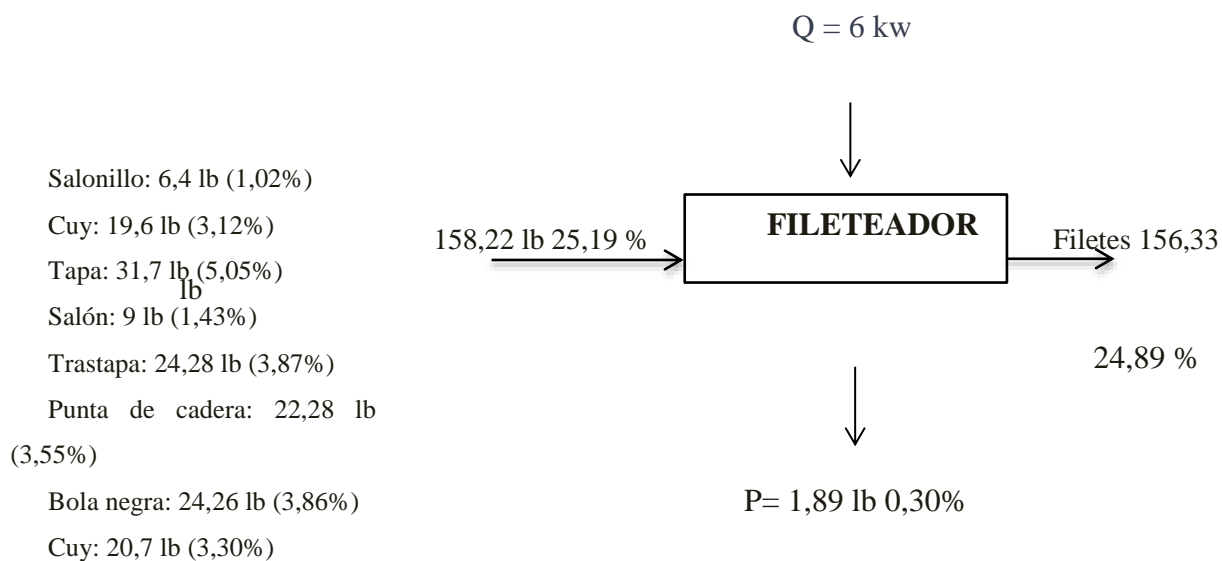 Q = 6 kw
Salonillo: 6,4 lb (1,02%)
Cuy: 19,6 lb (3,12%)
Tapa: 31,7 lb (5,05%)
lb
Salón: 9 lb (1,43%)
Trastapa: 24,28 lb (3,87%)
Punta de cadera: 22,28 lb
(3,55%)
Bola negra: 24,26 lb (3,86%)
Cuy: 20,7 lb (3,30%)
158,22 lb 25,19 %
FILETEADOR
Filetes 156,33
24,89 %
P= 1,89 lb 0,30%